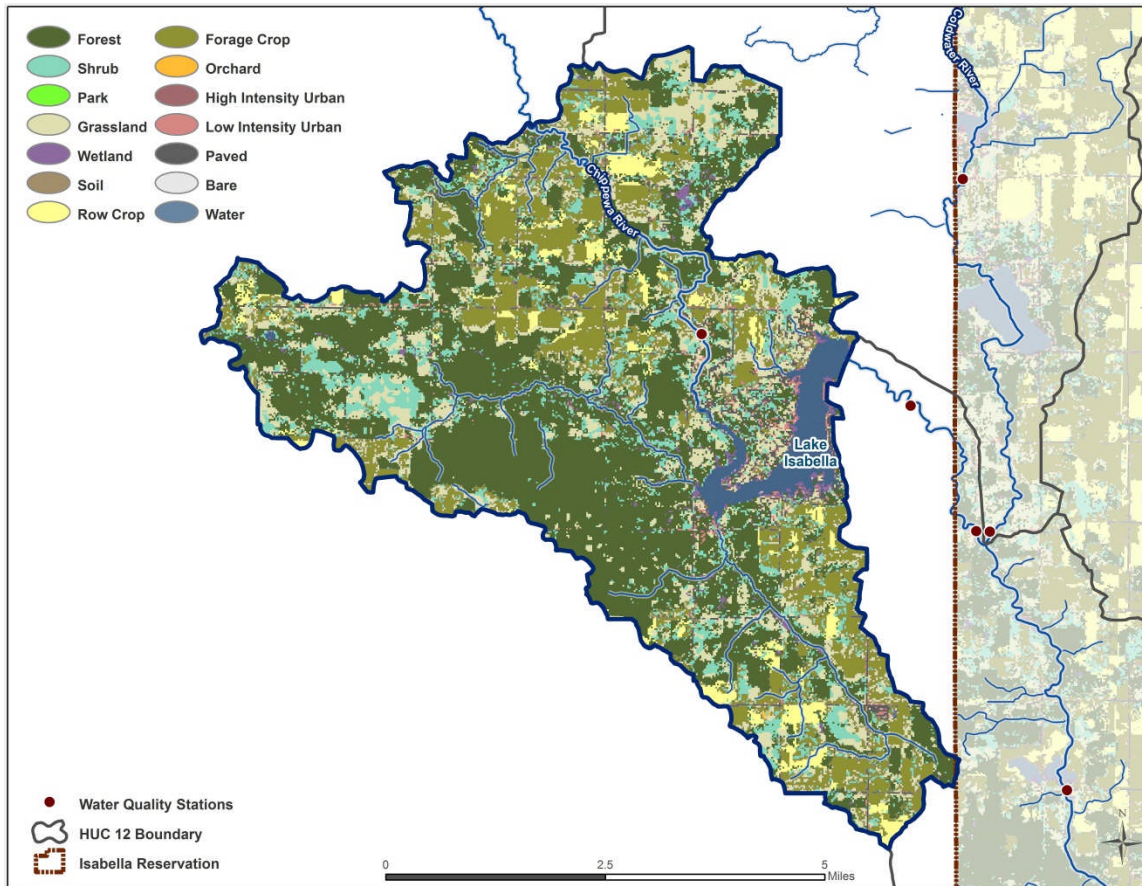 Forest
Shrub
Park
Grassland
Wetland
Soil
Row Crop
Forage Crop
Orchard
High Intensity Urban
Low Intensity Urban
Paved
Bare
Water
Coldwater River
Chippewa River
Lake
Isabella
Water Quality Stations
HUC 12 Boundary
Isabella Reservation
0
2.5
5
Miles
N